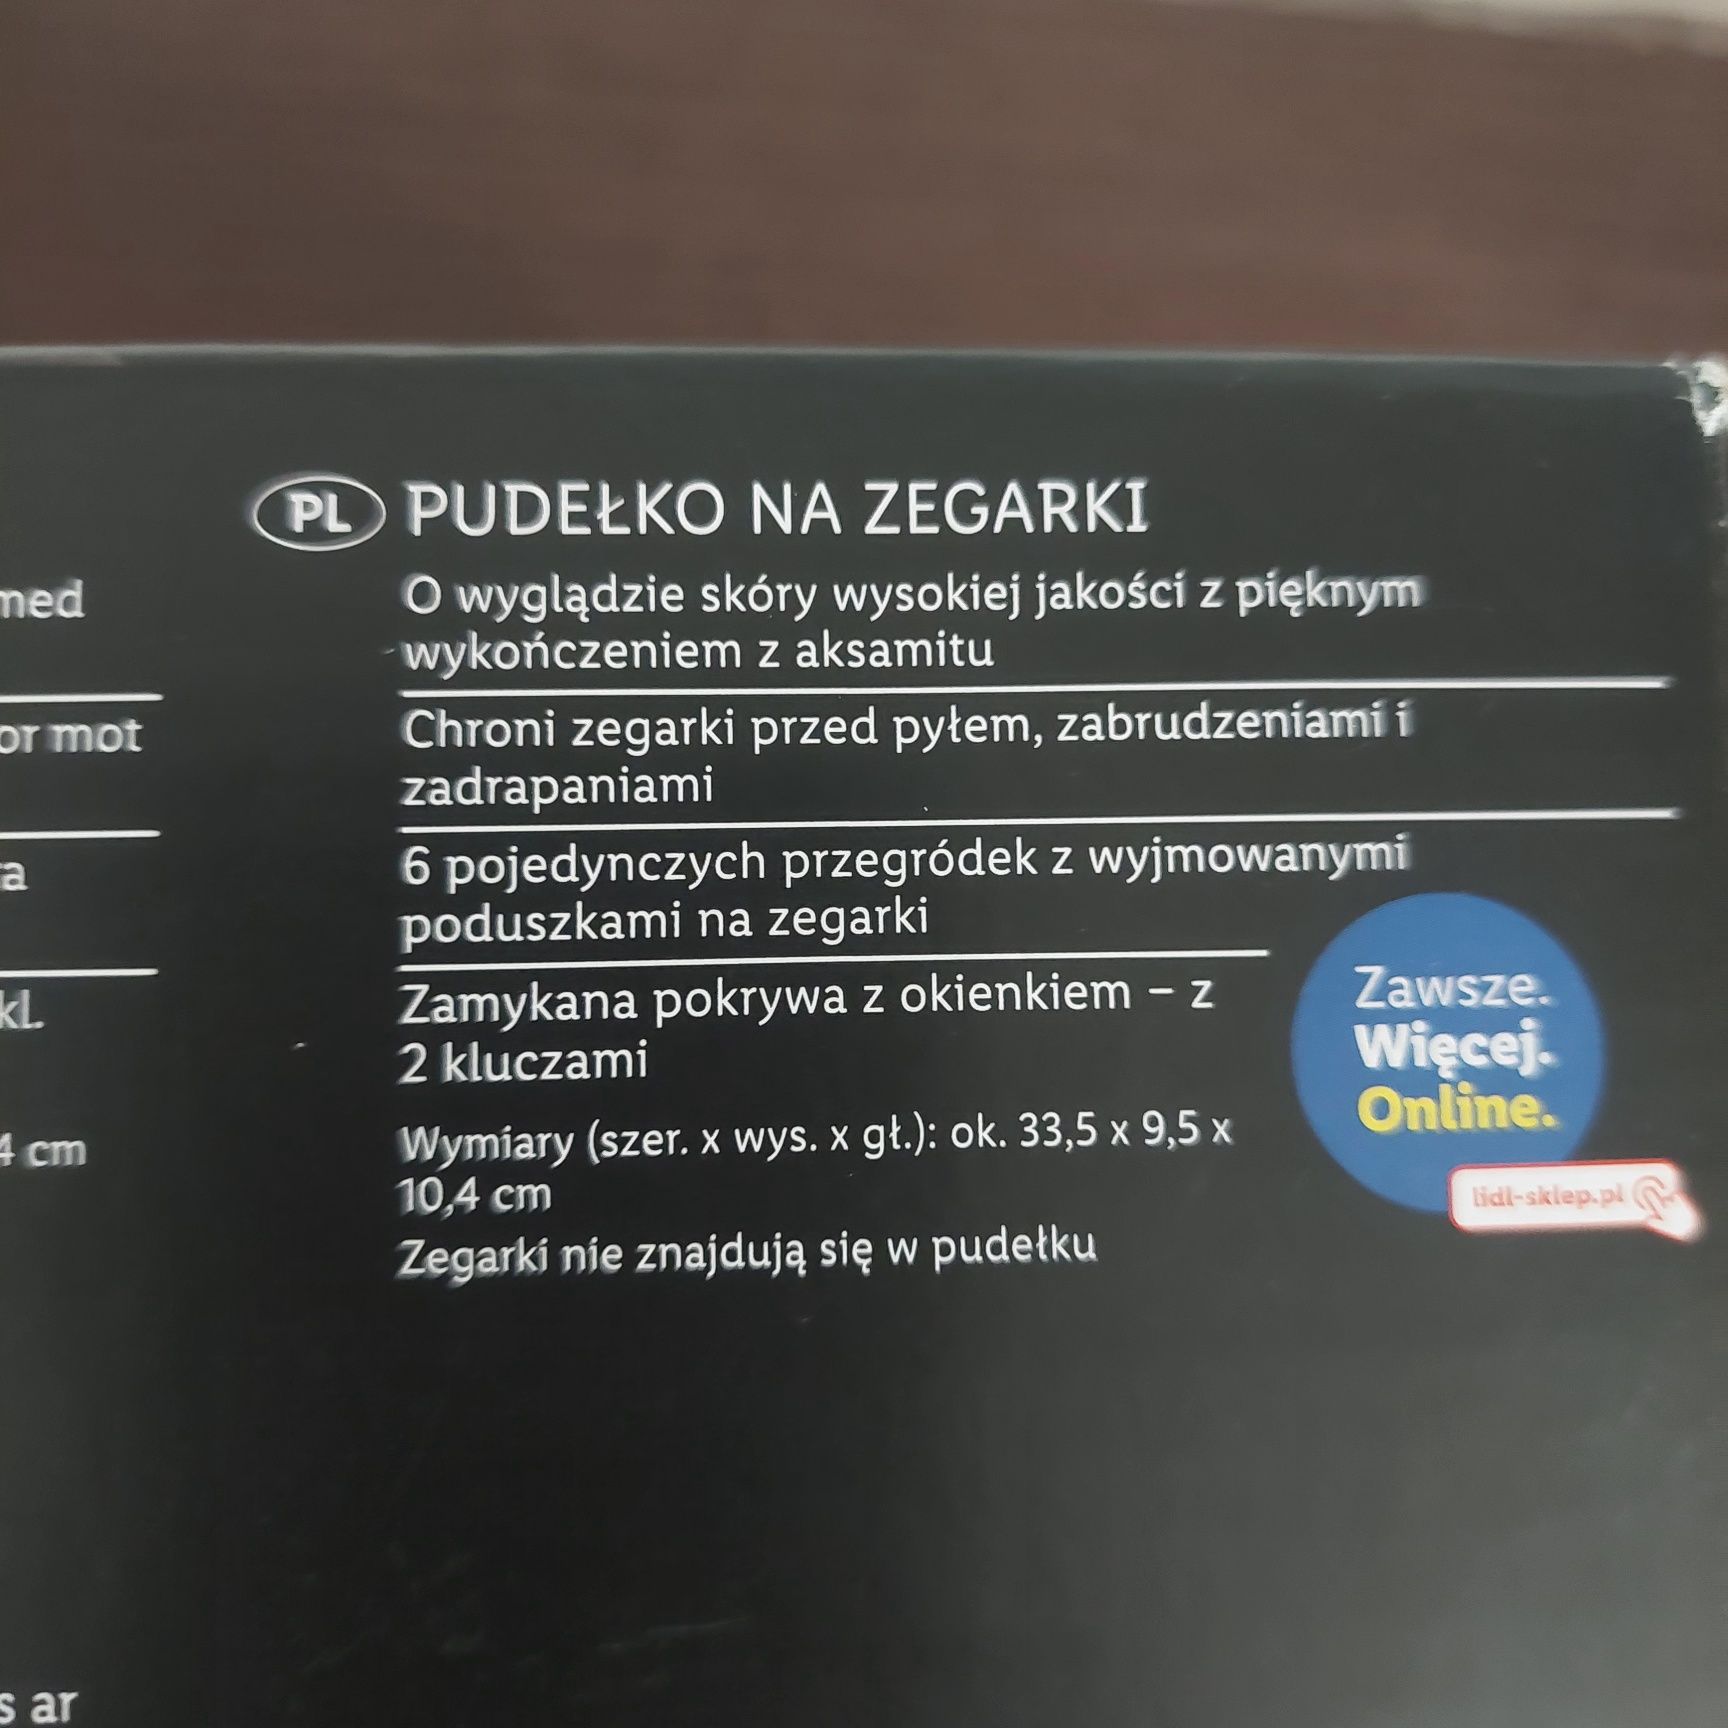 PL PUDEŁKO NA ZEGARKI
O wyglądzie skóry wysokiej jakości z pięknym
wykończeniem z aksamitu
Chroni zegarki przed pyłem, zabrudzeniami i
zadrapaniami
6 pojedynczych przegródek z wyjmowanymi
poduszkami na zegarki
Zamykana pokrywa z okienkiem – z
2 kluczami
Wymiary (szer. x wys. x gł.): ok. 33,5 x 9,5 x
10,4 cm
Zegarki nie znajdują się w pudełku
Zawsze.
Więcej.
Online.
lidl-sklep.pl
med
or mot
ra
kl.
4 cm
s ar